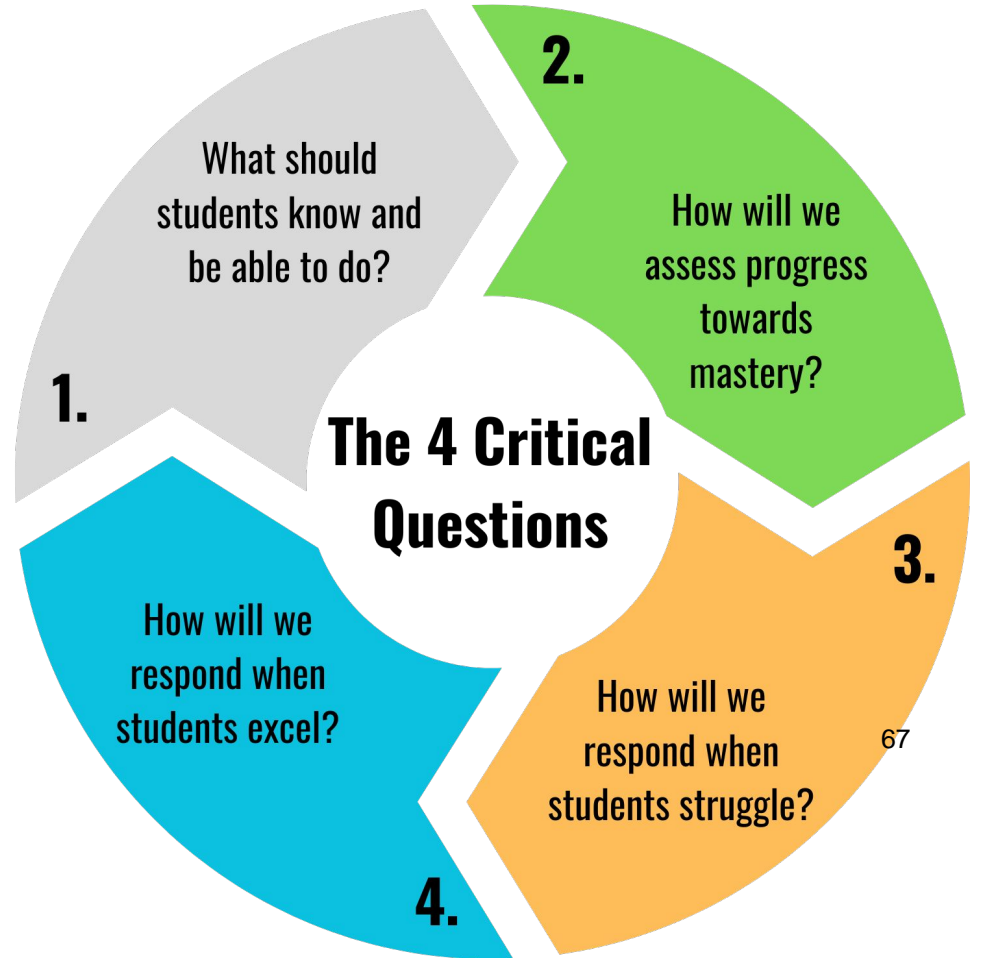 The 4 Critical
Questions
1.
What should
students know and
be able to do?
2.
How will we
assess progress
towards
mastery?
3.
How will we
respond when
students struggle?
67
4.
How will we
respond when
students excel?